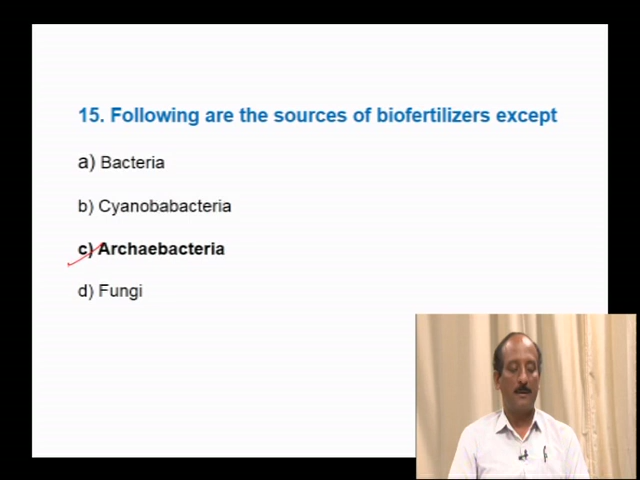 15. Following are the sources of biofertilizers except
a) Bacteria
b) Cyanobabacteria
c) Archaebacteria
d) Fungi